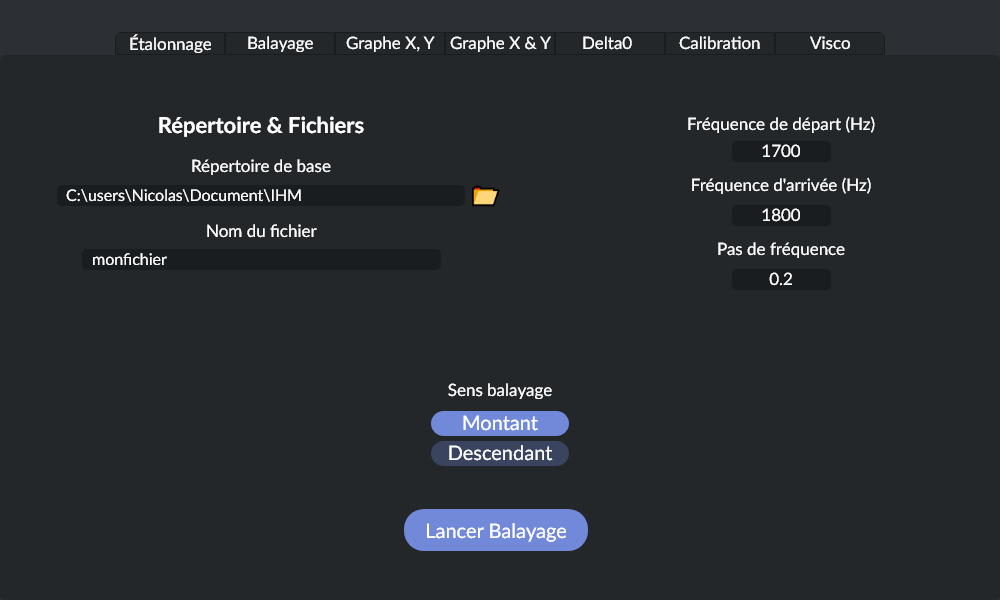 Étalonnage Balayage Graphe X, Y Graphe X & Y Delta0 Calibration Visco
Répertoire & Fichiers
Répertoire de base
C:\users\Nicolas\Document\IHM
Nom du fichier
monfichier
Fréquence de départ (Hz)
1700
Fréquence d'arrivée (Hz)
1800
Pas de fréquence
0.2
Sens balayage
Montant
Descendant
Lancer Balayage